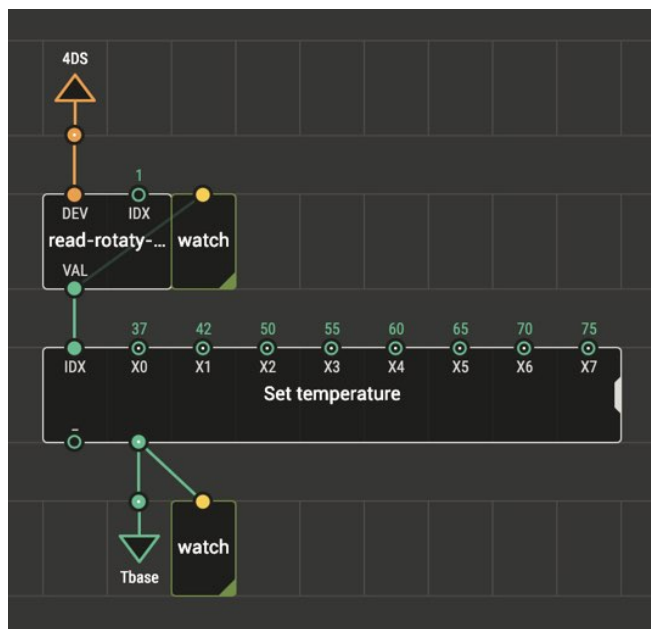 4DS
1
DEV IDX
read-rotaty-... watch
VAL
37 42 50 55 60 65 70 75
IDX X0 X1 X2 X3 X4 X5 X6 X7
Set temperature
–
watch
Tbase